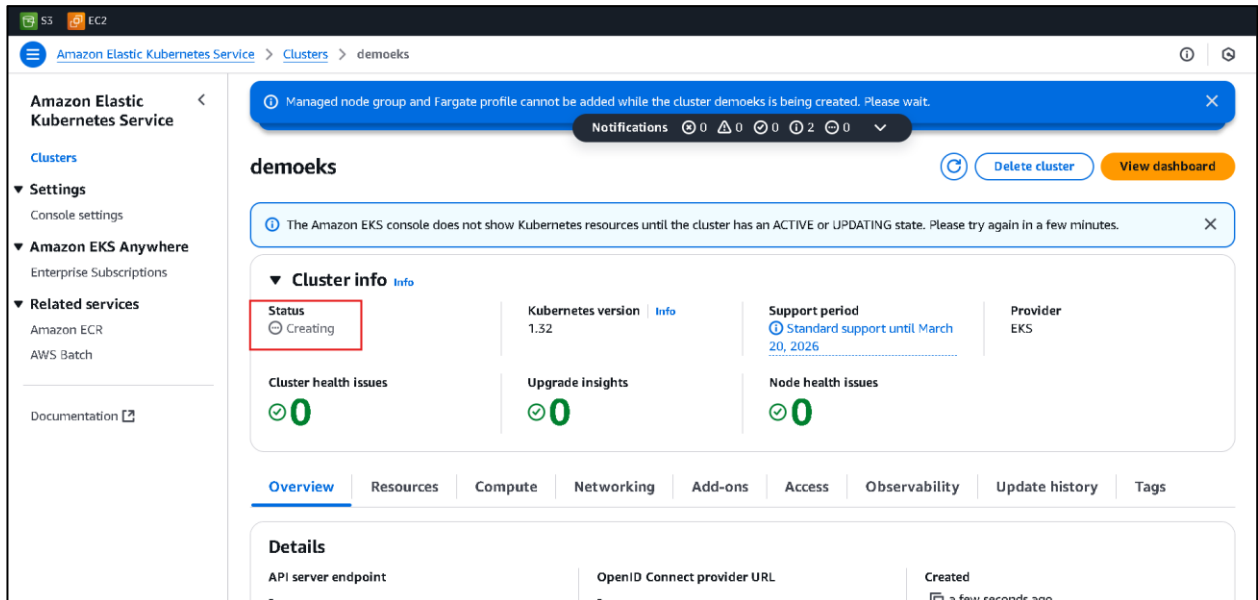 S3 EC2
Amazon Elastic Kubernetes Service > Clusters > demoeks
Amazon Elastic
Kubernetes Service
Clusters
Settings
Console settings
Amazon EKS Anywhere
Enterprise Subscriptions
Related services
Amazon ECR
AWS Batch
Documentation
Managed node group and Fargate profile cannot be added while the cluster demoeks is being created. Please wait.
Notifications 0 0 0 2 0
demoeks
Delete cluster
View dashboard
The Amazon EKS console does not show Kubernetes resources until the cluster has an ACTIVE or UPDATING state. Please try again in a few minutes.
Cluster info Info
Status
Creating
Kubernetes version Info
1.32
Support period
Standard support until March
20, 2026
Provider
EKS
Cluster health issues
0
Upgrade insights
0
Node health issues
0
Overview Resources Compute Networking Add-ons Access Observability Update history Tags
Details
API server endpoint
-
OpenID Connect provider URL
-
Created
a few seconds ago